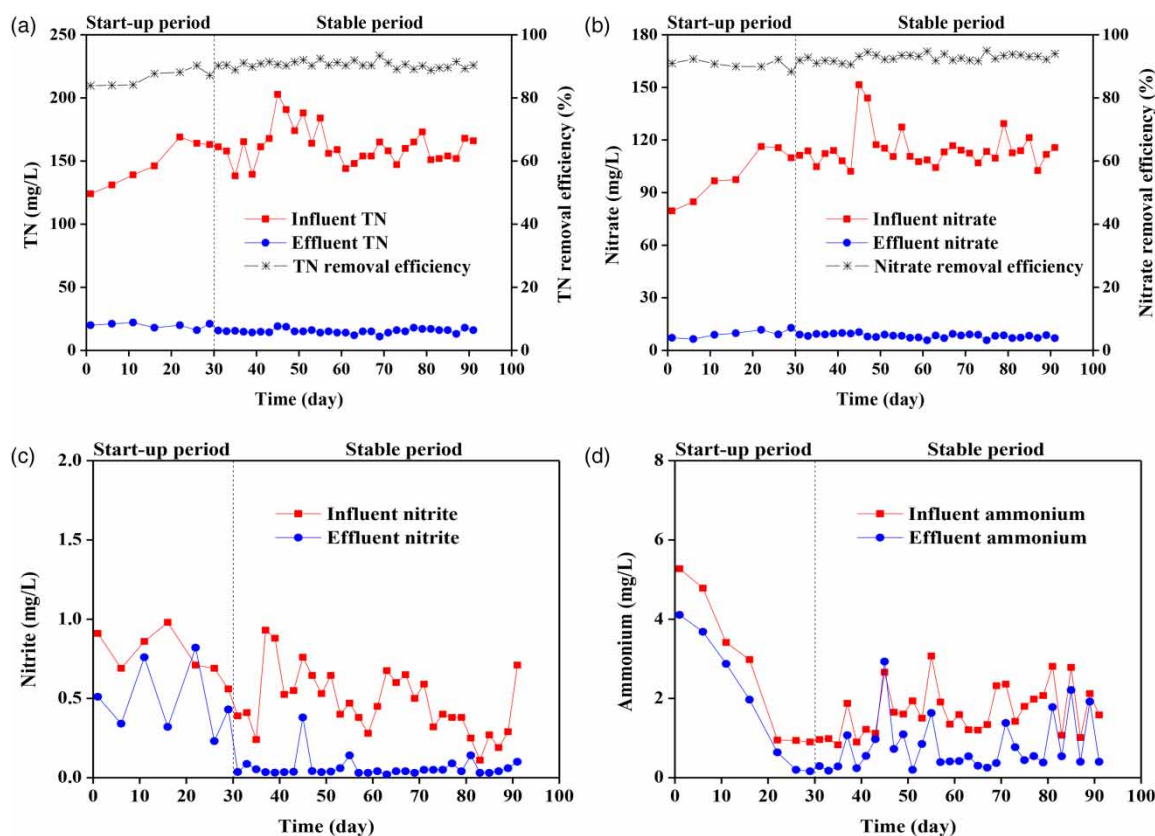 (a)
Start-up period
Stable period
250
200
150
100
50
0
TN (mg/L)
100
80
60
40
20
0
TN removal efficiency (%)
Influent TN
Effluent TN
TN removal efficiency
0 10 20 30 40 50 60 70 80 90 100
Time (day)
(b)
Start-up period
Stable period
180
150
120
90
60
30
0
Nitrate (mg/L)
100
80
60
40
20
0
Nitrate removal efficiency (%)
Influent nitrate
Effluent nitrate
Nitrate removal efficiency
0 10 20 30 40 50 60 70 80 90 100
Time (day)
(c)
Start-up period
Stable period
2.0
1.5
1.0
0.5
0.0
Nitrite (mg/L)
Influent nitrite
Effluent nitrite
0 10 20 30 40 50 60 70 80 90 100
Time (day)
(d)
Start-up period
Stable period
8
6
4
2
0
Ammonium (mg/L)
Influent ammonium
Effluent ammonium
0 10 20 30 40 50 60 70 80 90 100
Time (day)